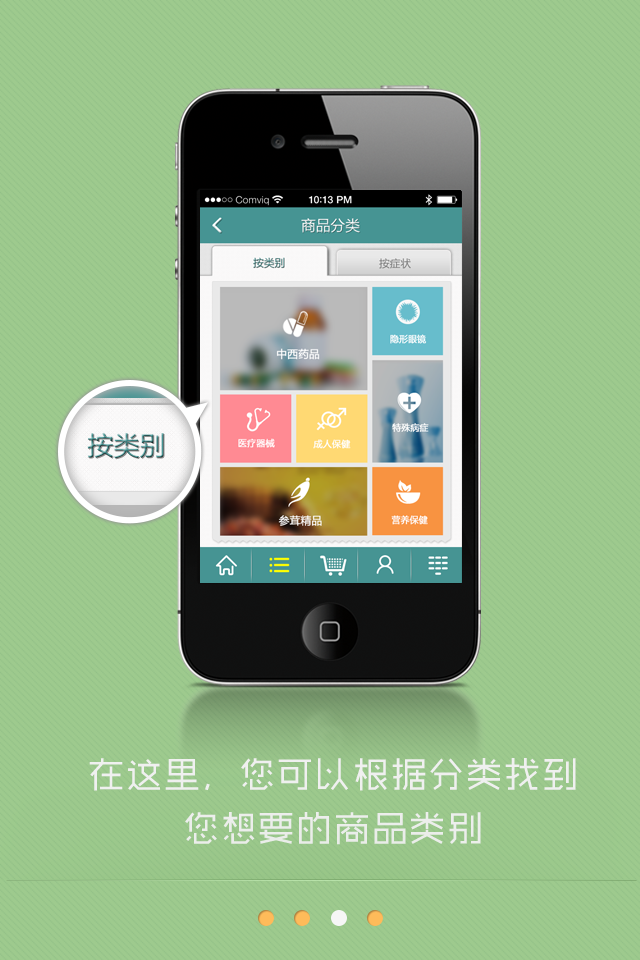 Comviq 10:13 PM
商品分类
按类别 按症状
中西药品
隐形眼镜
医疗器械
成人保健
特殊病症
参茸精品
营养保健
按类别
在这里，您可以根据分类找到
您想要的商品类别